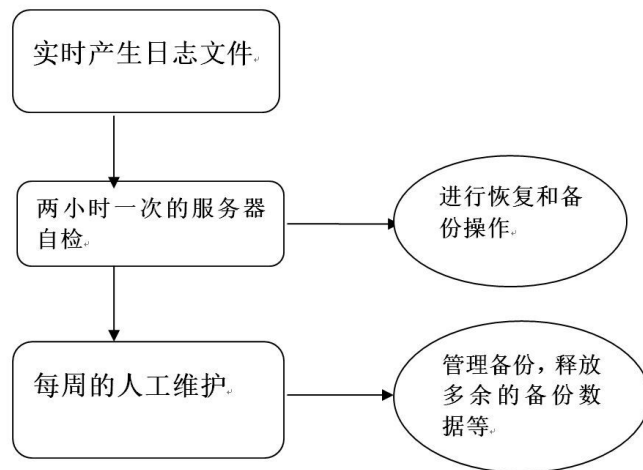 实时产生日志文件
两小时一次的服务器
自检
进行恢复和备
份操作
每周的人工维护
管理备份，释放
多余的备份数
据等